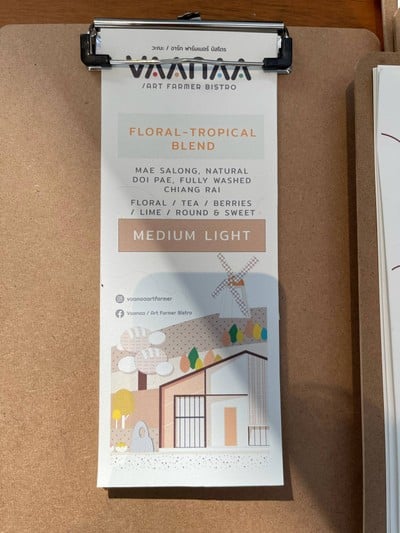 วะณะ / อาร์ท ฟาร์มเมอร์ บิสโตร
VAANAA
/ART FARMER BISTRO
FLORAL-TROPICAL
BLEND
MAE SALONG, NATURAL
DOI PAE, FULLY WASHED
CHIANG RAI
FLORAL / TEA / BERRIES
/ LIME / ROUND & SWEET
MEDIUM LIGHT
vaanaaartfarmer
Vaanaa / Art Farmer Bistro